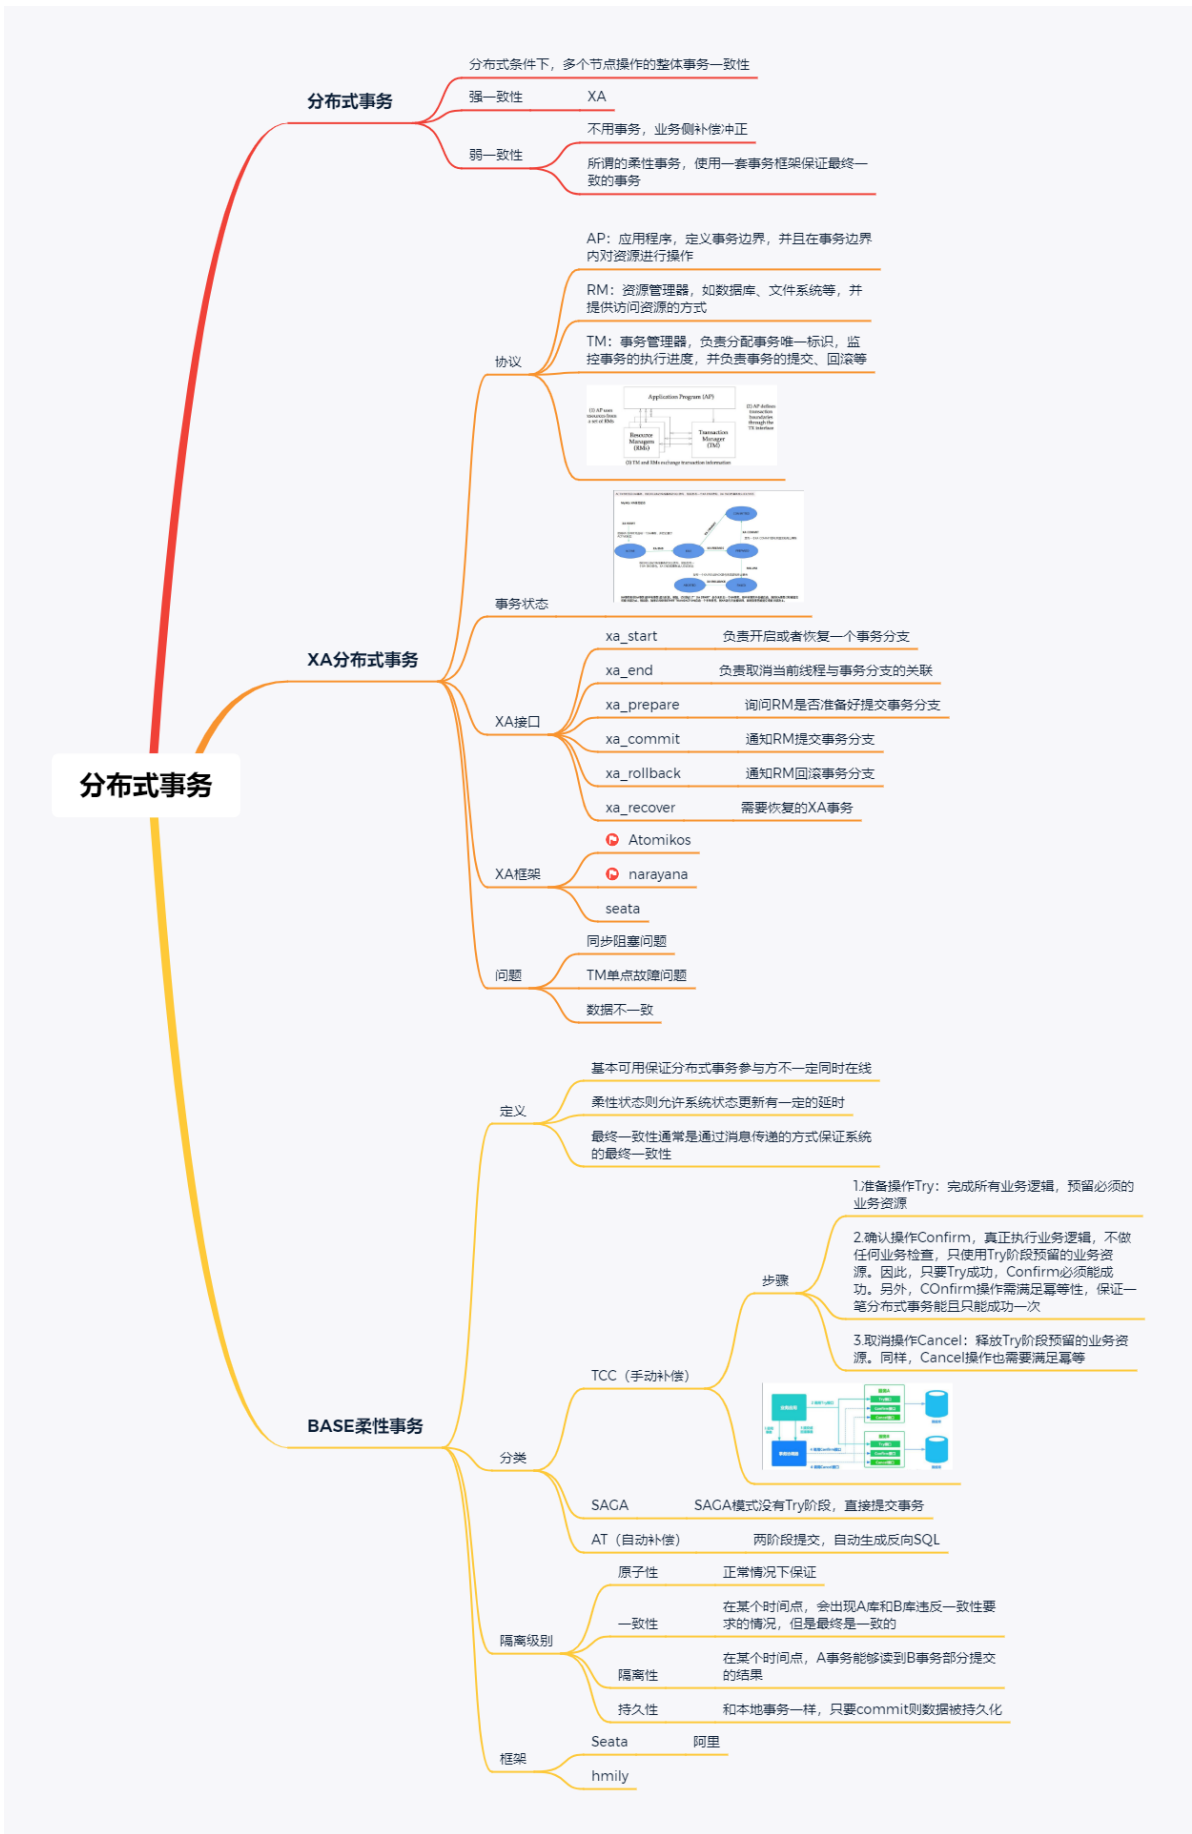 分布式条件下，多个节点操作的整体事务一致性
分布式事务
强一致性
XA
不用事务，业务侧补偿冲正
弱一致性
所谓的柔性事务，使用一套事务框架保证最终一
致的事务
AP：应用程序，定义事务边界，并且在事务边界
内对资源进行操作
RM：资源管理器，如数据库、文件系统等，并
提供访问资源的方式
TM：事务管理器，负责分配事务唯一标识，监
控事务的执行进度，并负责事务的提交、回滚等
协议
Application Program (AP)
(1) AP uses
resources from
a set of RMs
(2) AP defines
transaction
boundaries
through the
TX interface
Resource
Managers
(RMs)
Transaction
Manager
(TM)
(3) TM and RMs exchange transaction information
事务状态
XA分布式事务
xa_start
负责开启或者恢复一个事务分支
xa_end
负责取消当前线程与事务分支的关联
xa_prepare
询问RM是否准备好提交事务分支
XA接口
xa_commit
通知RM提交事务分支
xa_rollback
通知RM回滚事务分支
xa_recover
需要恢复的XA事务
分布式事务
Atomikos
XA框架
narayana
seata
同步阻塞问题
问题
TM单点故障问题
数据不一致
基本可用保证分布式事务参与方不一定同时在线
定义
柔性状态则允许系统状态更新有一定的延时
最终一致性通常是通过消息传递的方式保证系统
的最终一致性
1.准备操作Try：完成所有业务逻辑，预留必须的
业务资源
2.确认操作Confirm，真正执行业务逻辑，不做
任何业务检查，只使用Try阶段预留的业务资
源。因此，只要Try成功，Confirm必须能成
功。另外，COnfirm操作需满足幂等性，保证一
笔分布式事务能且只能成功一次
步骤
3.取消操作Cancel：释放Try阶段预留的业务资
源。同样，Cancel操作也需要满足幂等
TCC（手动补偿）
BASE柔性事务
分类
SAGA
SAGA模式没有Try阶段，直接提交事务
AT（自动补偿）
两阶段提交，自动生成反向SQL
原子性
正常情况下保证
一致性
在某个时间点，会出现A库和B库违反一致性要
求的情况，但是最终是一致的
隔离级别
隔离性
在某个时间点，A事务能够读到B事务部分提交
的结果
持久性
和本地事务一样，只要commit则数据被持久化
框架
Seata
阿里
hmily